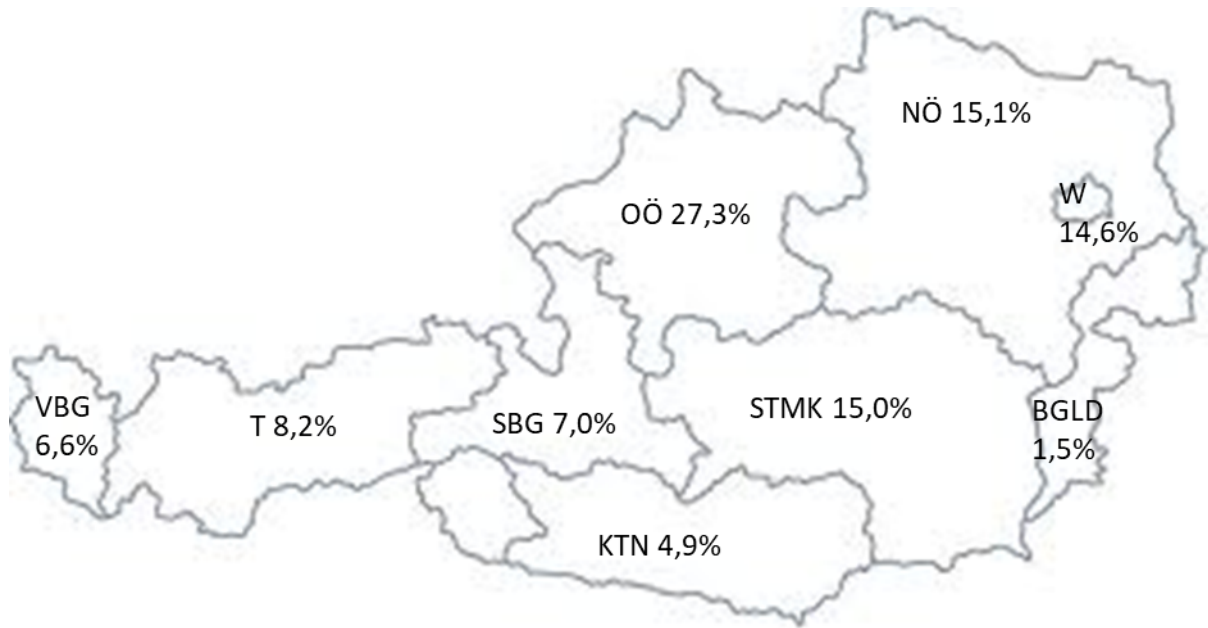 NÖ 15,1%
W
14,6%
OÖ 27,3%
VBG
6,6%
T 8,2%
SBG 7,0%
STMK 15,0%
BGLD
1,5%
KTN 4,9%